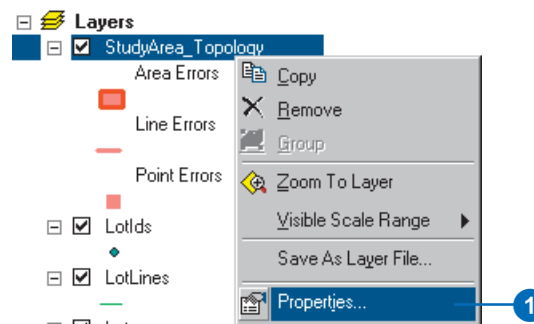 Layers
StudyArea_Topology
Area Errors
Line Errors
Point Errors
LotIds
LotLines
Copy
Remove
Group
Zoom To Layer
Visible Scale Range
Save As Layer File...
Properties...
1